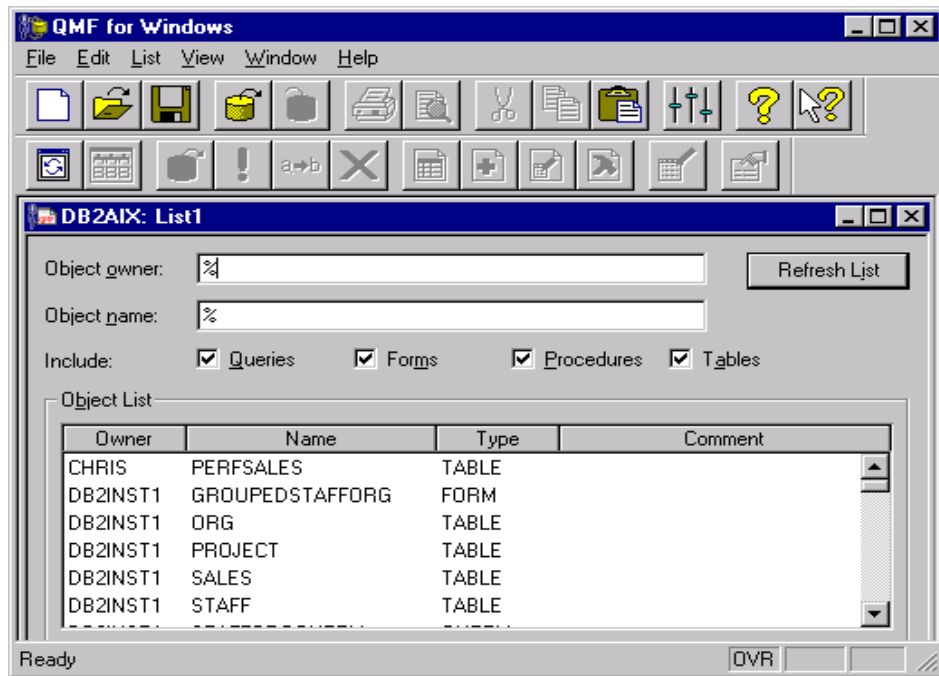 QMF for Windows
File Edit List View Window Help
a b
DB2AIX: List1
Object owner: % Refresh List
Object name: %
Include: Queries Forms Procedures Tables
Object List
Owner Name Type Comment
CHRIS PERFSALES TABLE
DB2INST1 GROUPEDSTAFFORG FORM
DB2INST1 ORG TABLE
DB2INST1 PROJECT TABLE
DB2INST1 SALES TABLE
DB2INST1 STAFF TABLE
Ready OVR